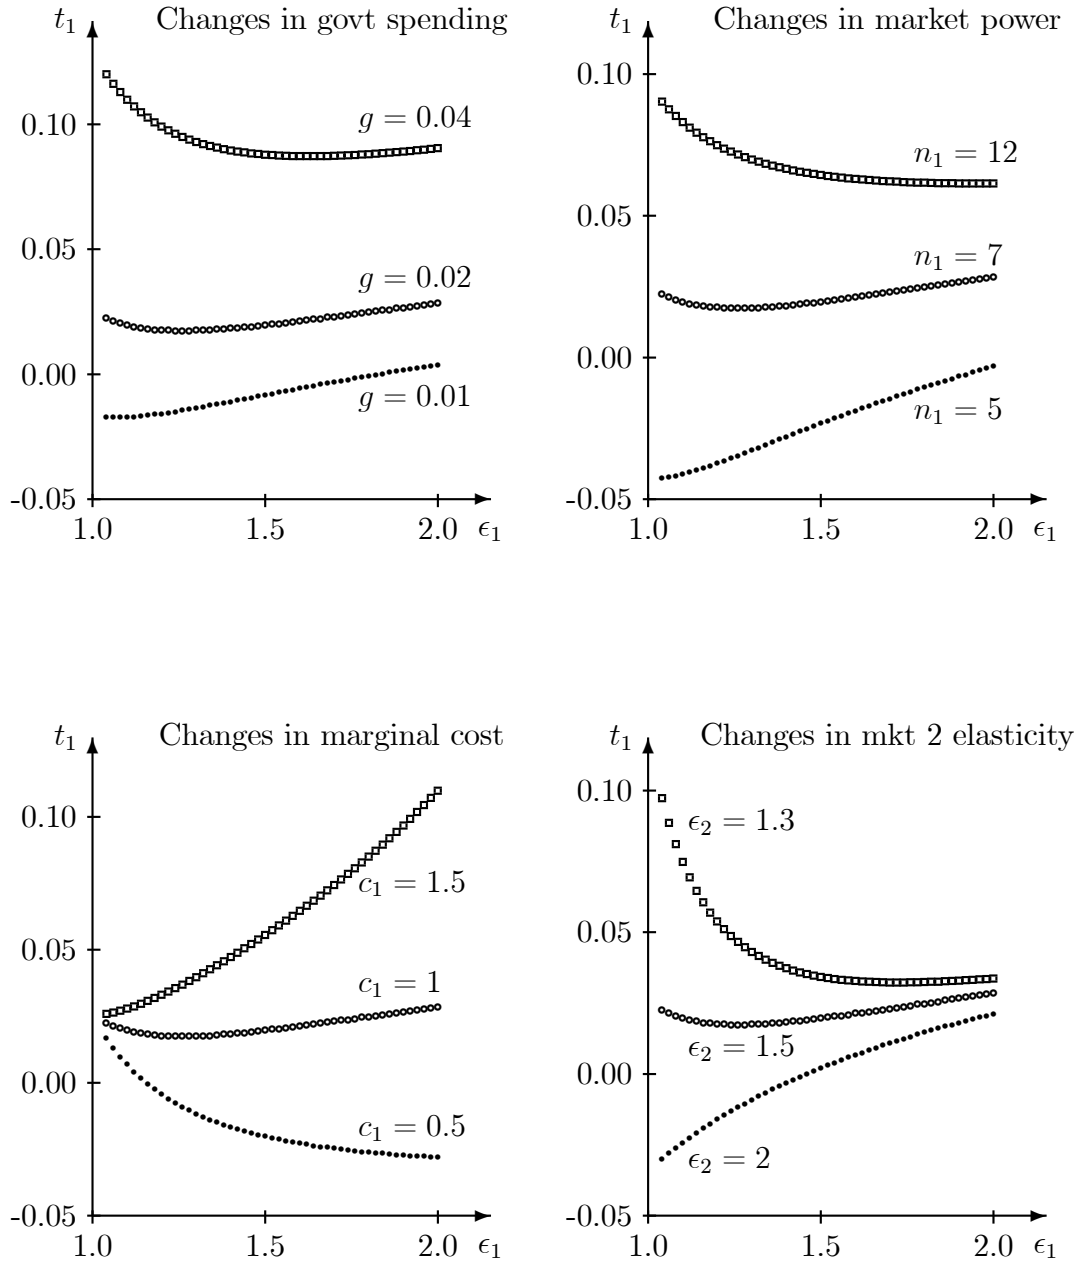 Changes in govt spending
t₁
0.10
0.05
0.00
-0.05
g = 0.04
g = 0.02
g = 0.01
1.0
1.5
2.0
ϵ₁
Changes in market power
t₁
0.10
0.05
0.00
-0.05
n₁ = 12
n₁ = 7
n₁ = 5
1.0
1.5
2.0
ϵ₁
Changes in marginal cost
t₁
0.10
0.05
0.00
-0.05
c₁ = 1.5
c₁ = 1
c₁ = 0.5
1.0
1.5
2.0
ϵ₁
Changes in mkt 2 elasticity
t₁
0.10
0.05
0.00
-0.05
ϵ₂ = 1.3
ϵ₂ = 1.5
ϵ₂ = 2
1.0
1.5
2.0
ϵ₁